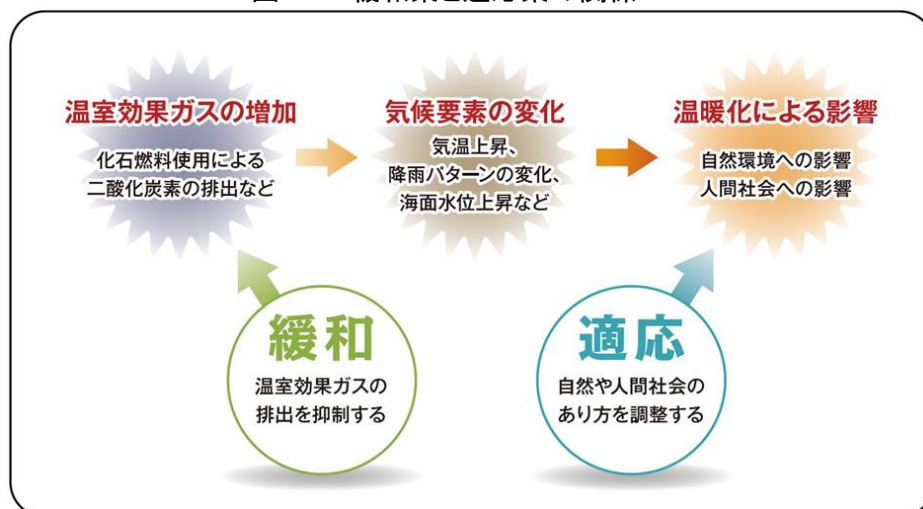 温室効果ガスの増加
化石燃料使用による
二酸化炭素の排出など
気候要素の変化
気温上昇、
降雨パターンの変化、
海面水位上昇など
温暖化による影響
自然環境への影響
人間社会への影響
緩和
温室効果ガスの
排出を抑制する
適応
自然や人間社会の
あり方を調整する